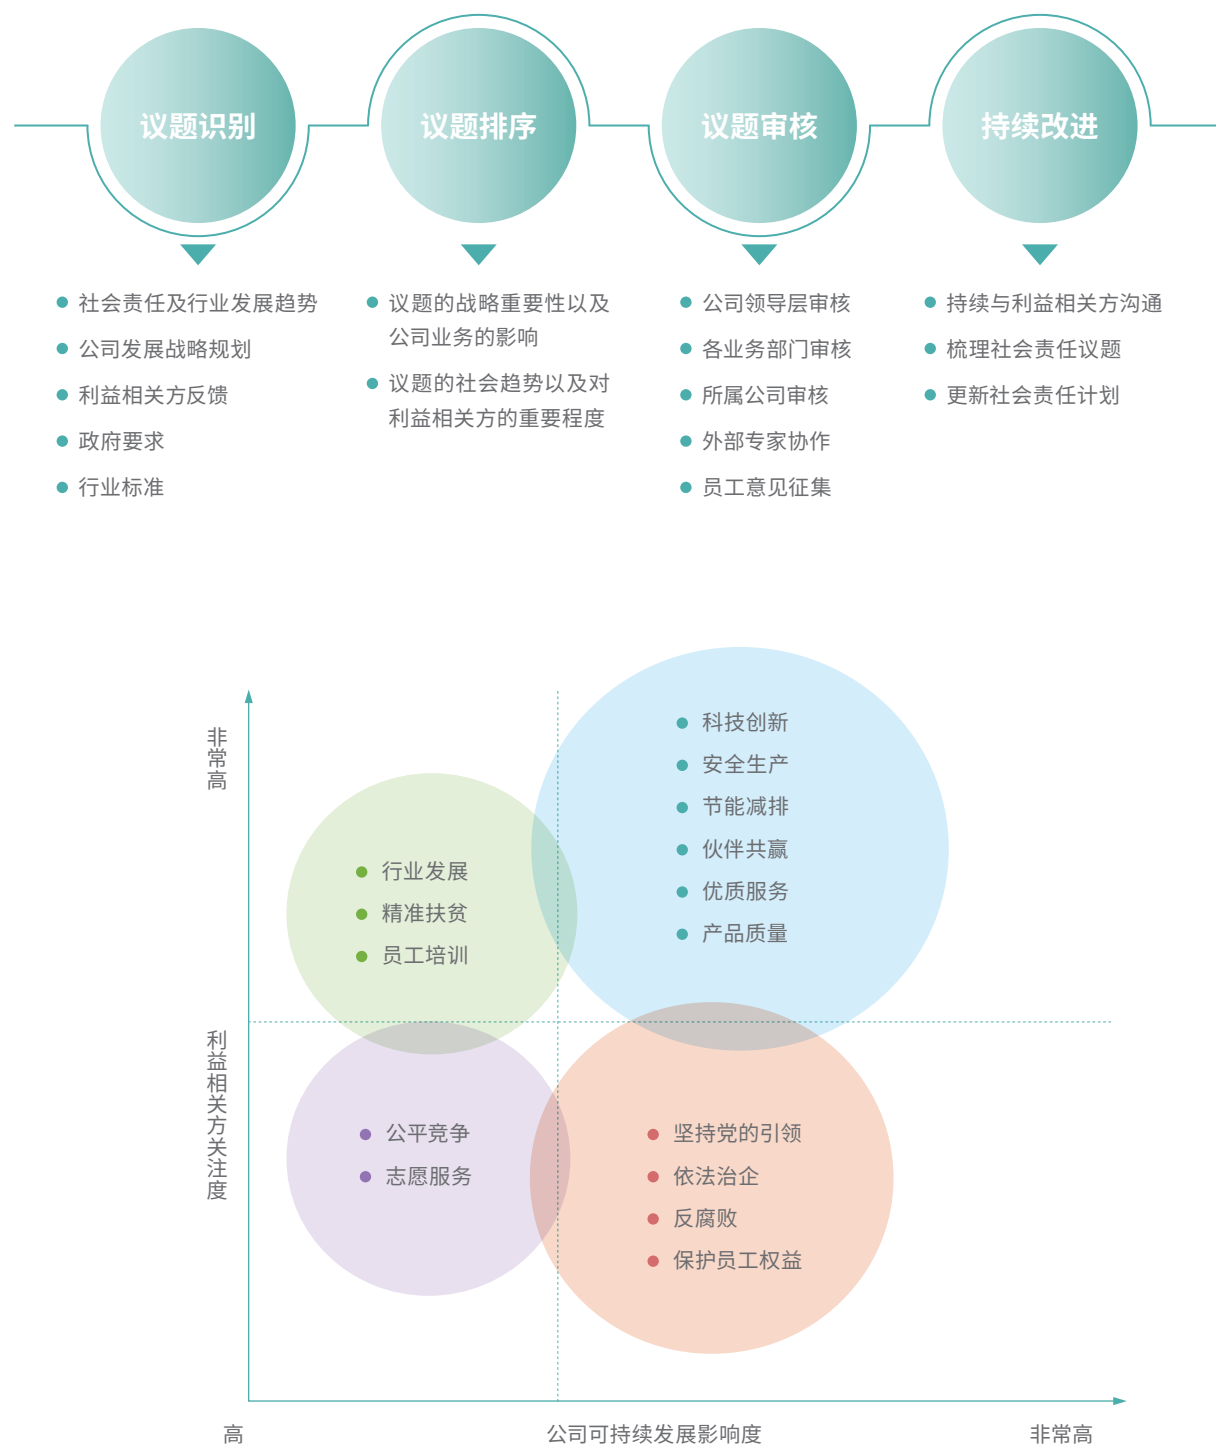 议题识别
议题排序
议题审核
持续改进
社会责任及行业发展趋势
公司发展战略规划
利益相关方反馈
政府要求
行业标准
议题的战略重要性以及
公司业务的影响
议题的社会趋势以及对
利益相关方的重要程度
公司领导层审核
各业务部门审核
所属公司审核
外部专家协作
员工意见征集
持续与利益相关方沟通
梳理社会责任议题
更新社会责任计划
非常高
利益相关方关注度
行业发展
精准扶贫
员工培训
科技创新
安全生产
节能减排
伙伴共赢
优质服务
产品质量
公平竞争
志愿服务
坚持党的引领
依法治企
反腐败
保护员工权益
高
公司可持续发展影响度
非常高